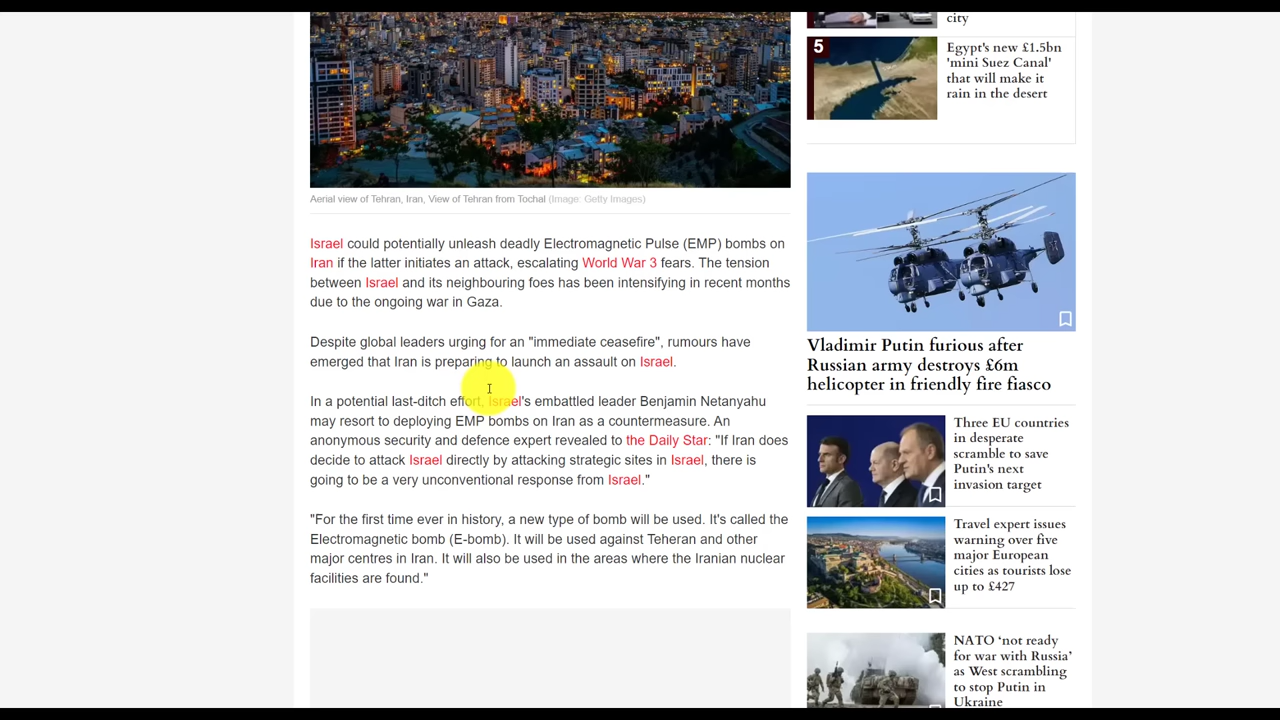 Aerial view of Tehran, Iran, View of Tehran from Tochal (Image: Getty Images)
Israel could potentially unleash deadly Electromagnetic Pulse (EMP) bombs on
Iran if the latter initiates an attack, escalating World War 3 fears. The tension
between Israel and its neighbouring foes has been intensifying in recent months
due to the ongoing war in Gaza.
Despite global leaders urging for an "immediate ceasefire", rumours have
emerged that Iran is preparing to launch an assault on Israel.
In a potential last-ditch effort, Israel's embattled leader Benjamin Netanyahu
may resort to deploying EMP bombs on Iran as a countermeasure. An
anonymous security and defence expert revealed to the Daily Star: "If Iran does
decide to attack Israel directly by attacking strategic sites in Israel, there is
going to be a very unconventional response from Israel."
"For the first time ever in history, a new type of bomb will be used. It's called the
Electromagnetic bomb (E-bomb). It will be used against Teheran and other
major centres in Iran. It will also be used in the areas where the Iranian nuclear
facilities are found."
city
5
Egypt's new £1.5bn
'mini Suez Canal'
that will make it
rain in the desert
Vladimir Putin furious after
Russian army destroys £6m
helicopter in friendly fire fiasco
Three EU countries
in desperate
scramble to save
Putin's next
invasion target
Travel expert issues
warning over five
major European
cities as tourists lose
up to £427
NATO ‘not ready
for war with Russia’
as West scrambling
to stop Putin in
Ukraine